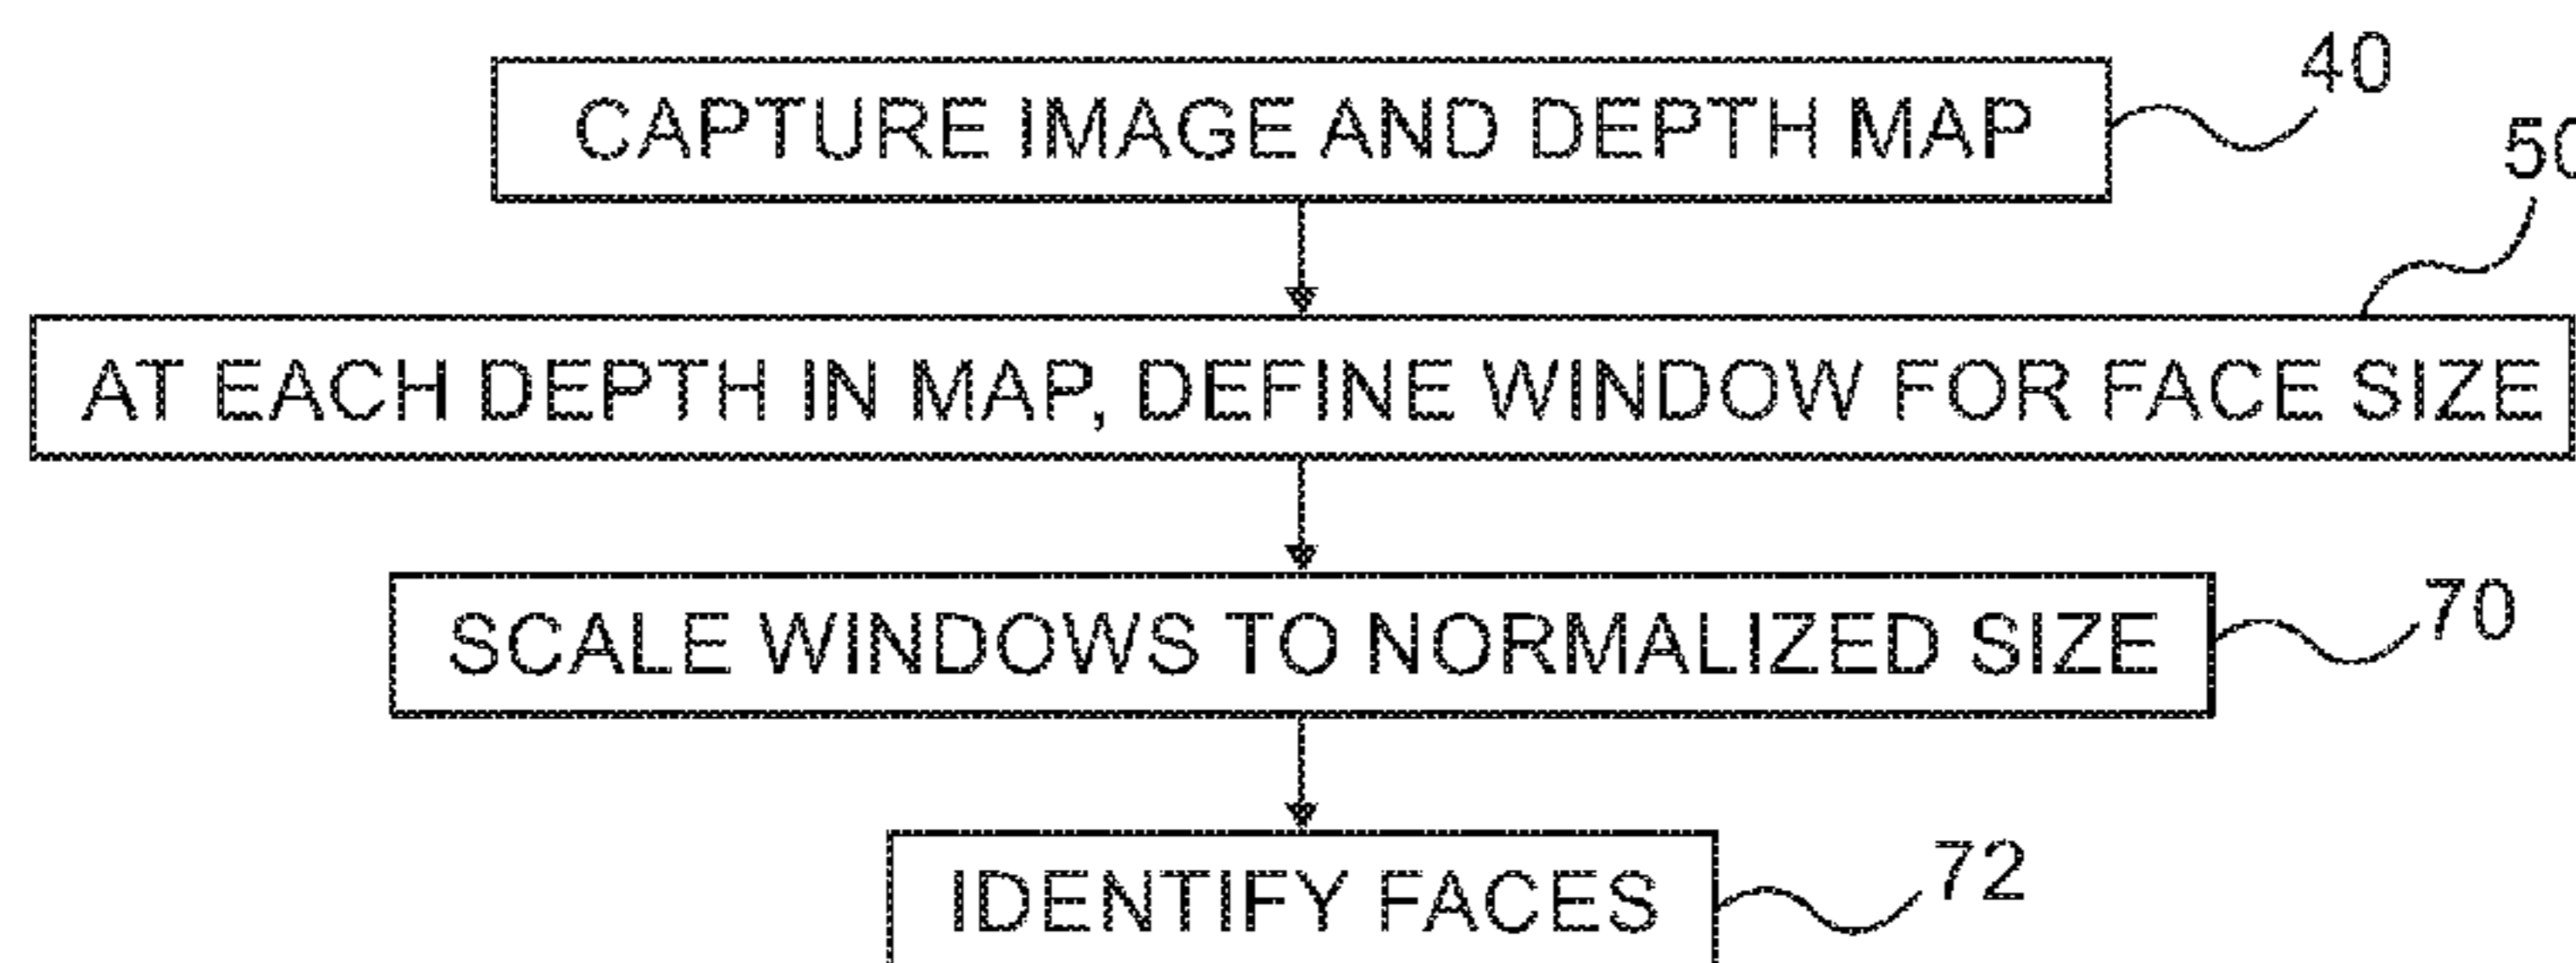 CAPTURE IMAGE AND DEPTH MAP 40
50
AT EACH DEPTH IN MAP, DEFINE WINDOW FOR FACE SIZE
SCALE WINDOWS TO NORMALIZED SIZE 70
IDENTIFY FACES 72